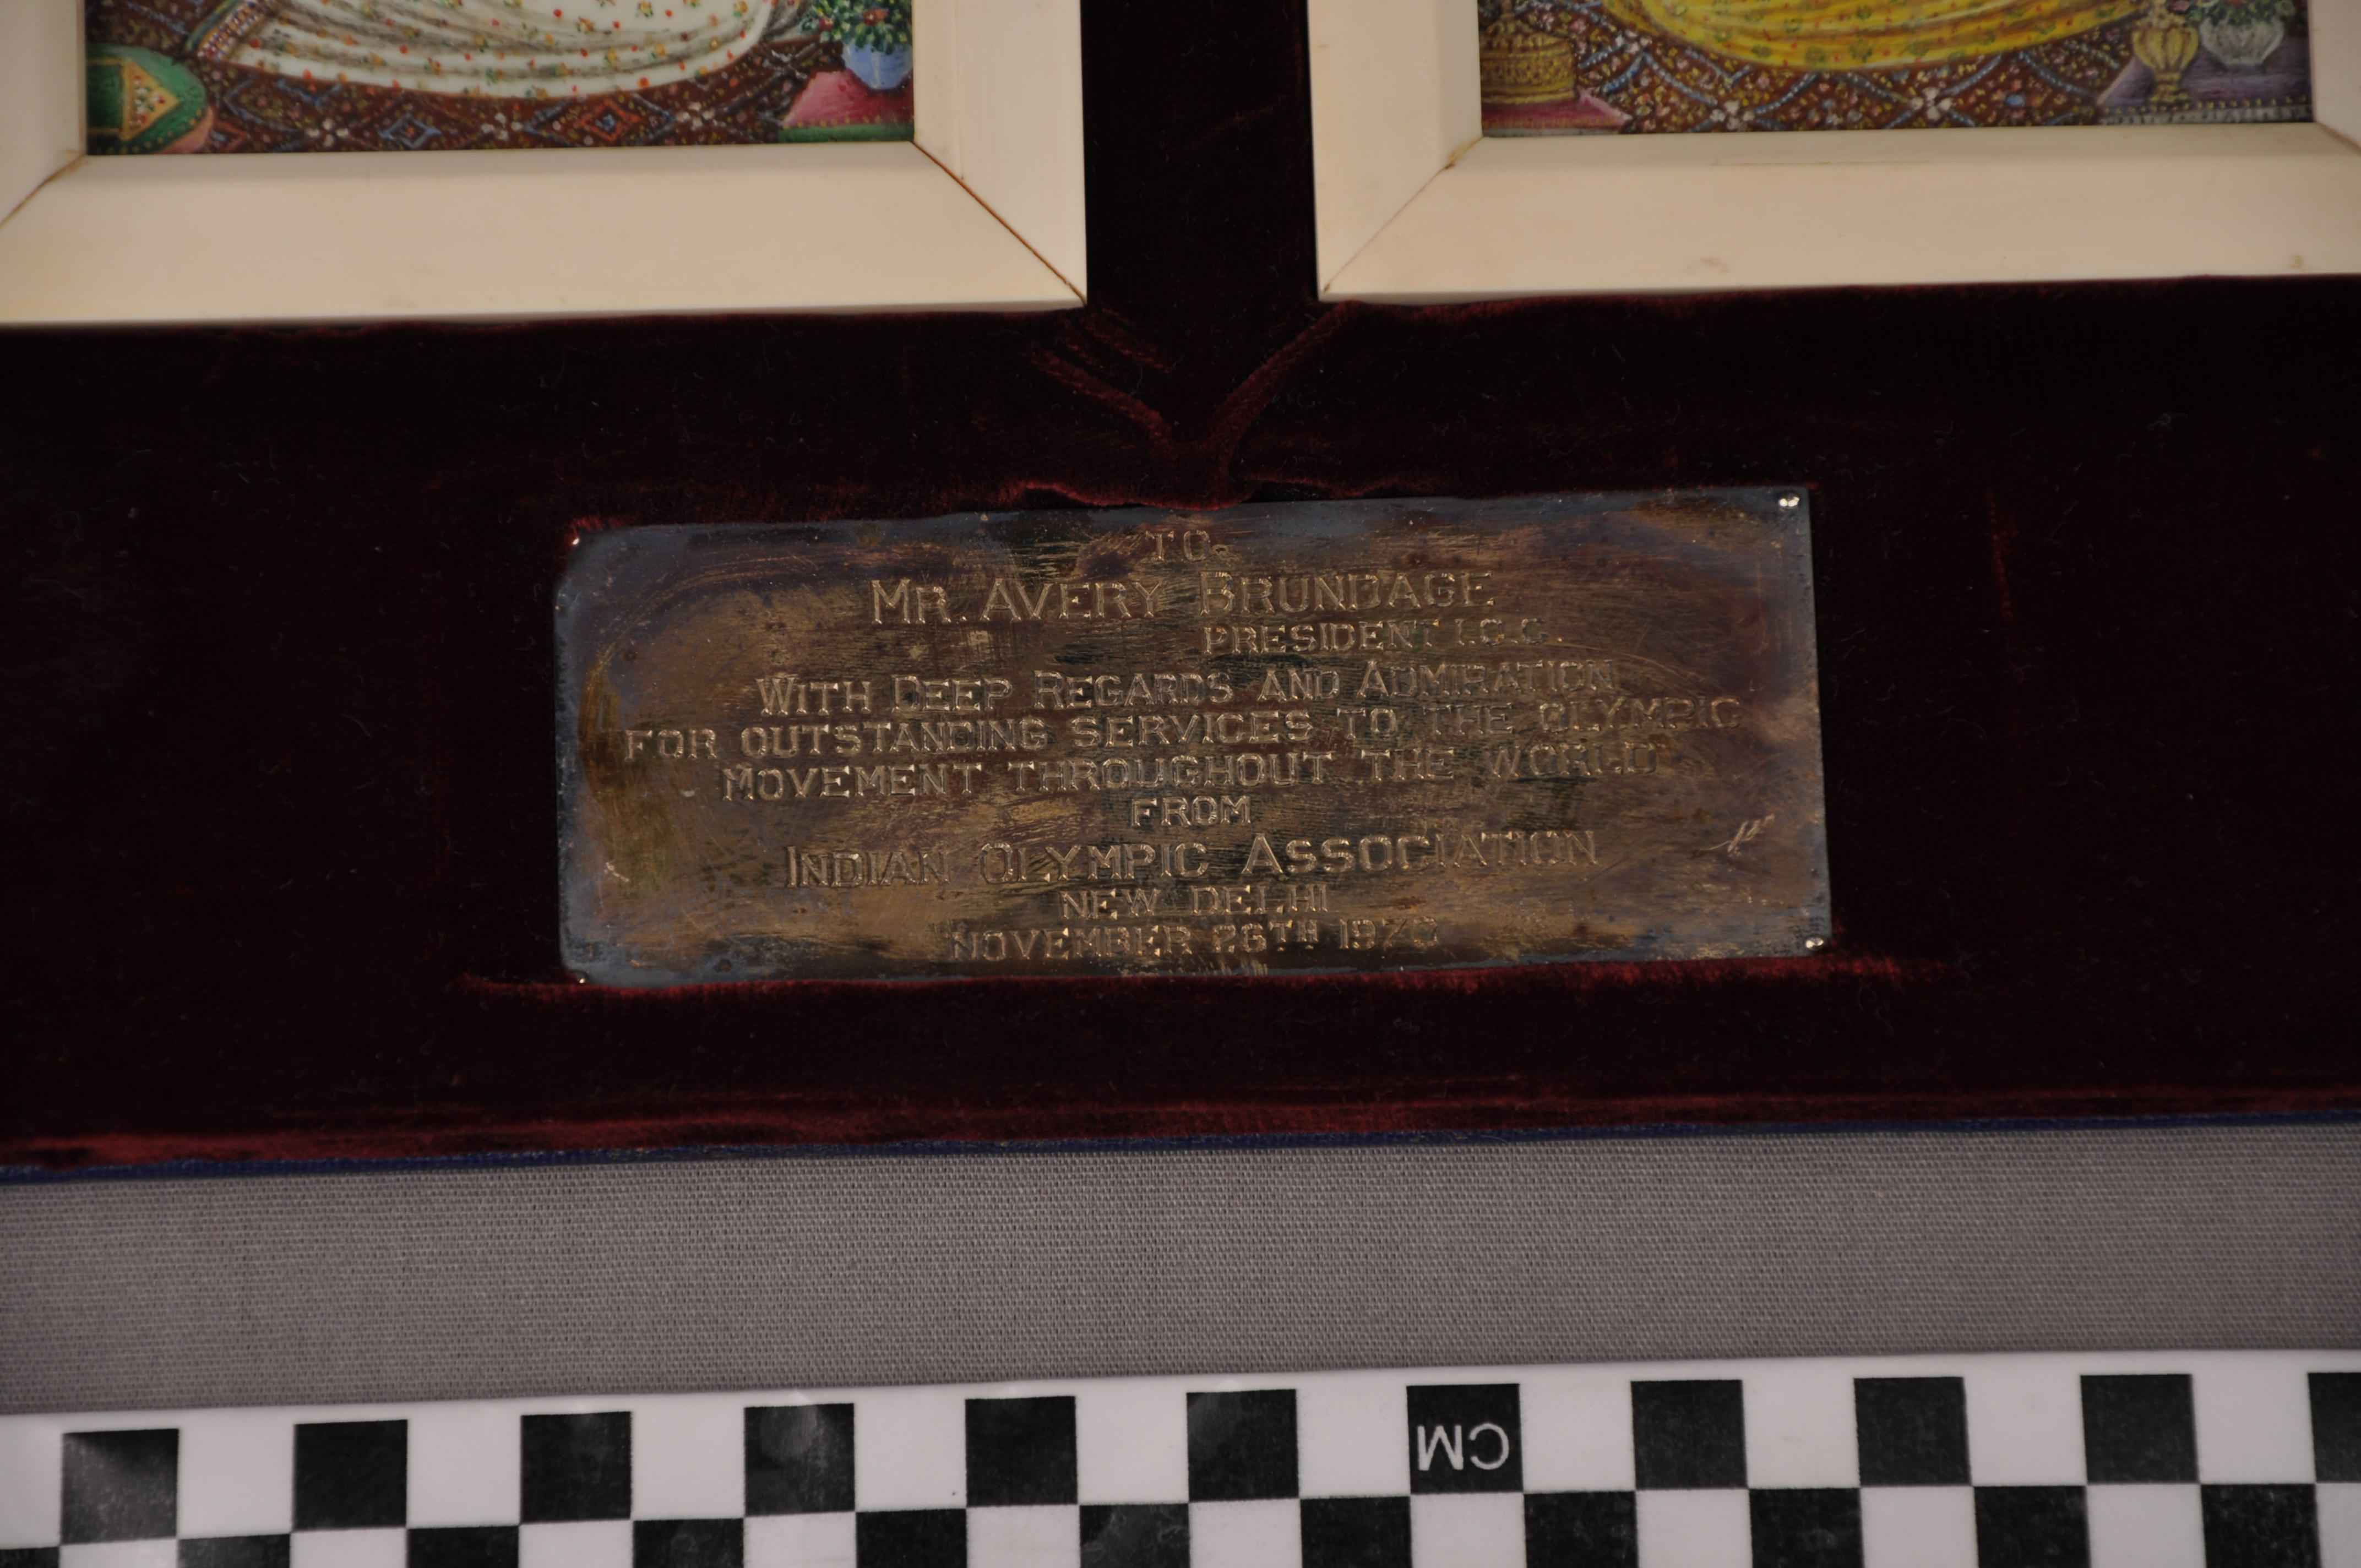 TO
MR. AVERY BRUNDAGE
PRESIDENT I.O.C.
WITH DEEP REGARDS AND ADMIRATION
FOR OUTSTANDING SERVICES TO THE OLYMPIC
MOVEMENT THROUGHOUT THE WORLD
FROM
INDIAN OLYMPIC ASSOCIATION
NEW DELHI
NOVEMBER 26TH
CM